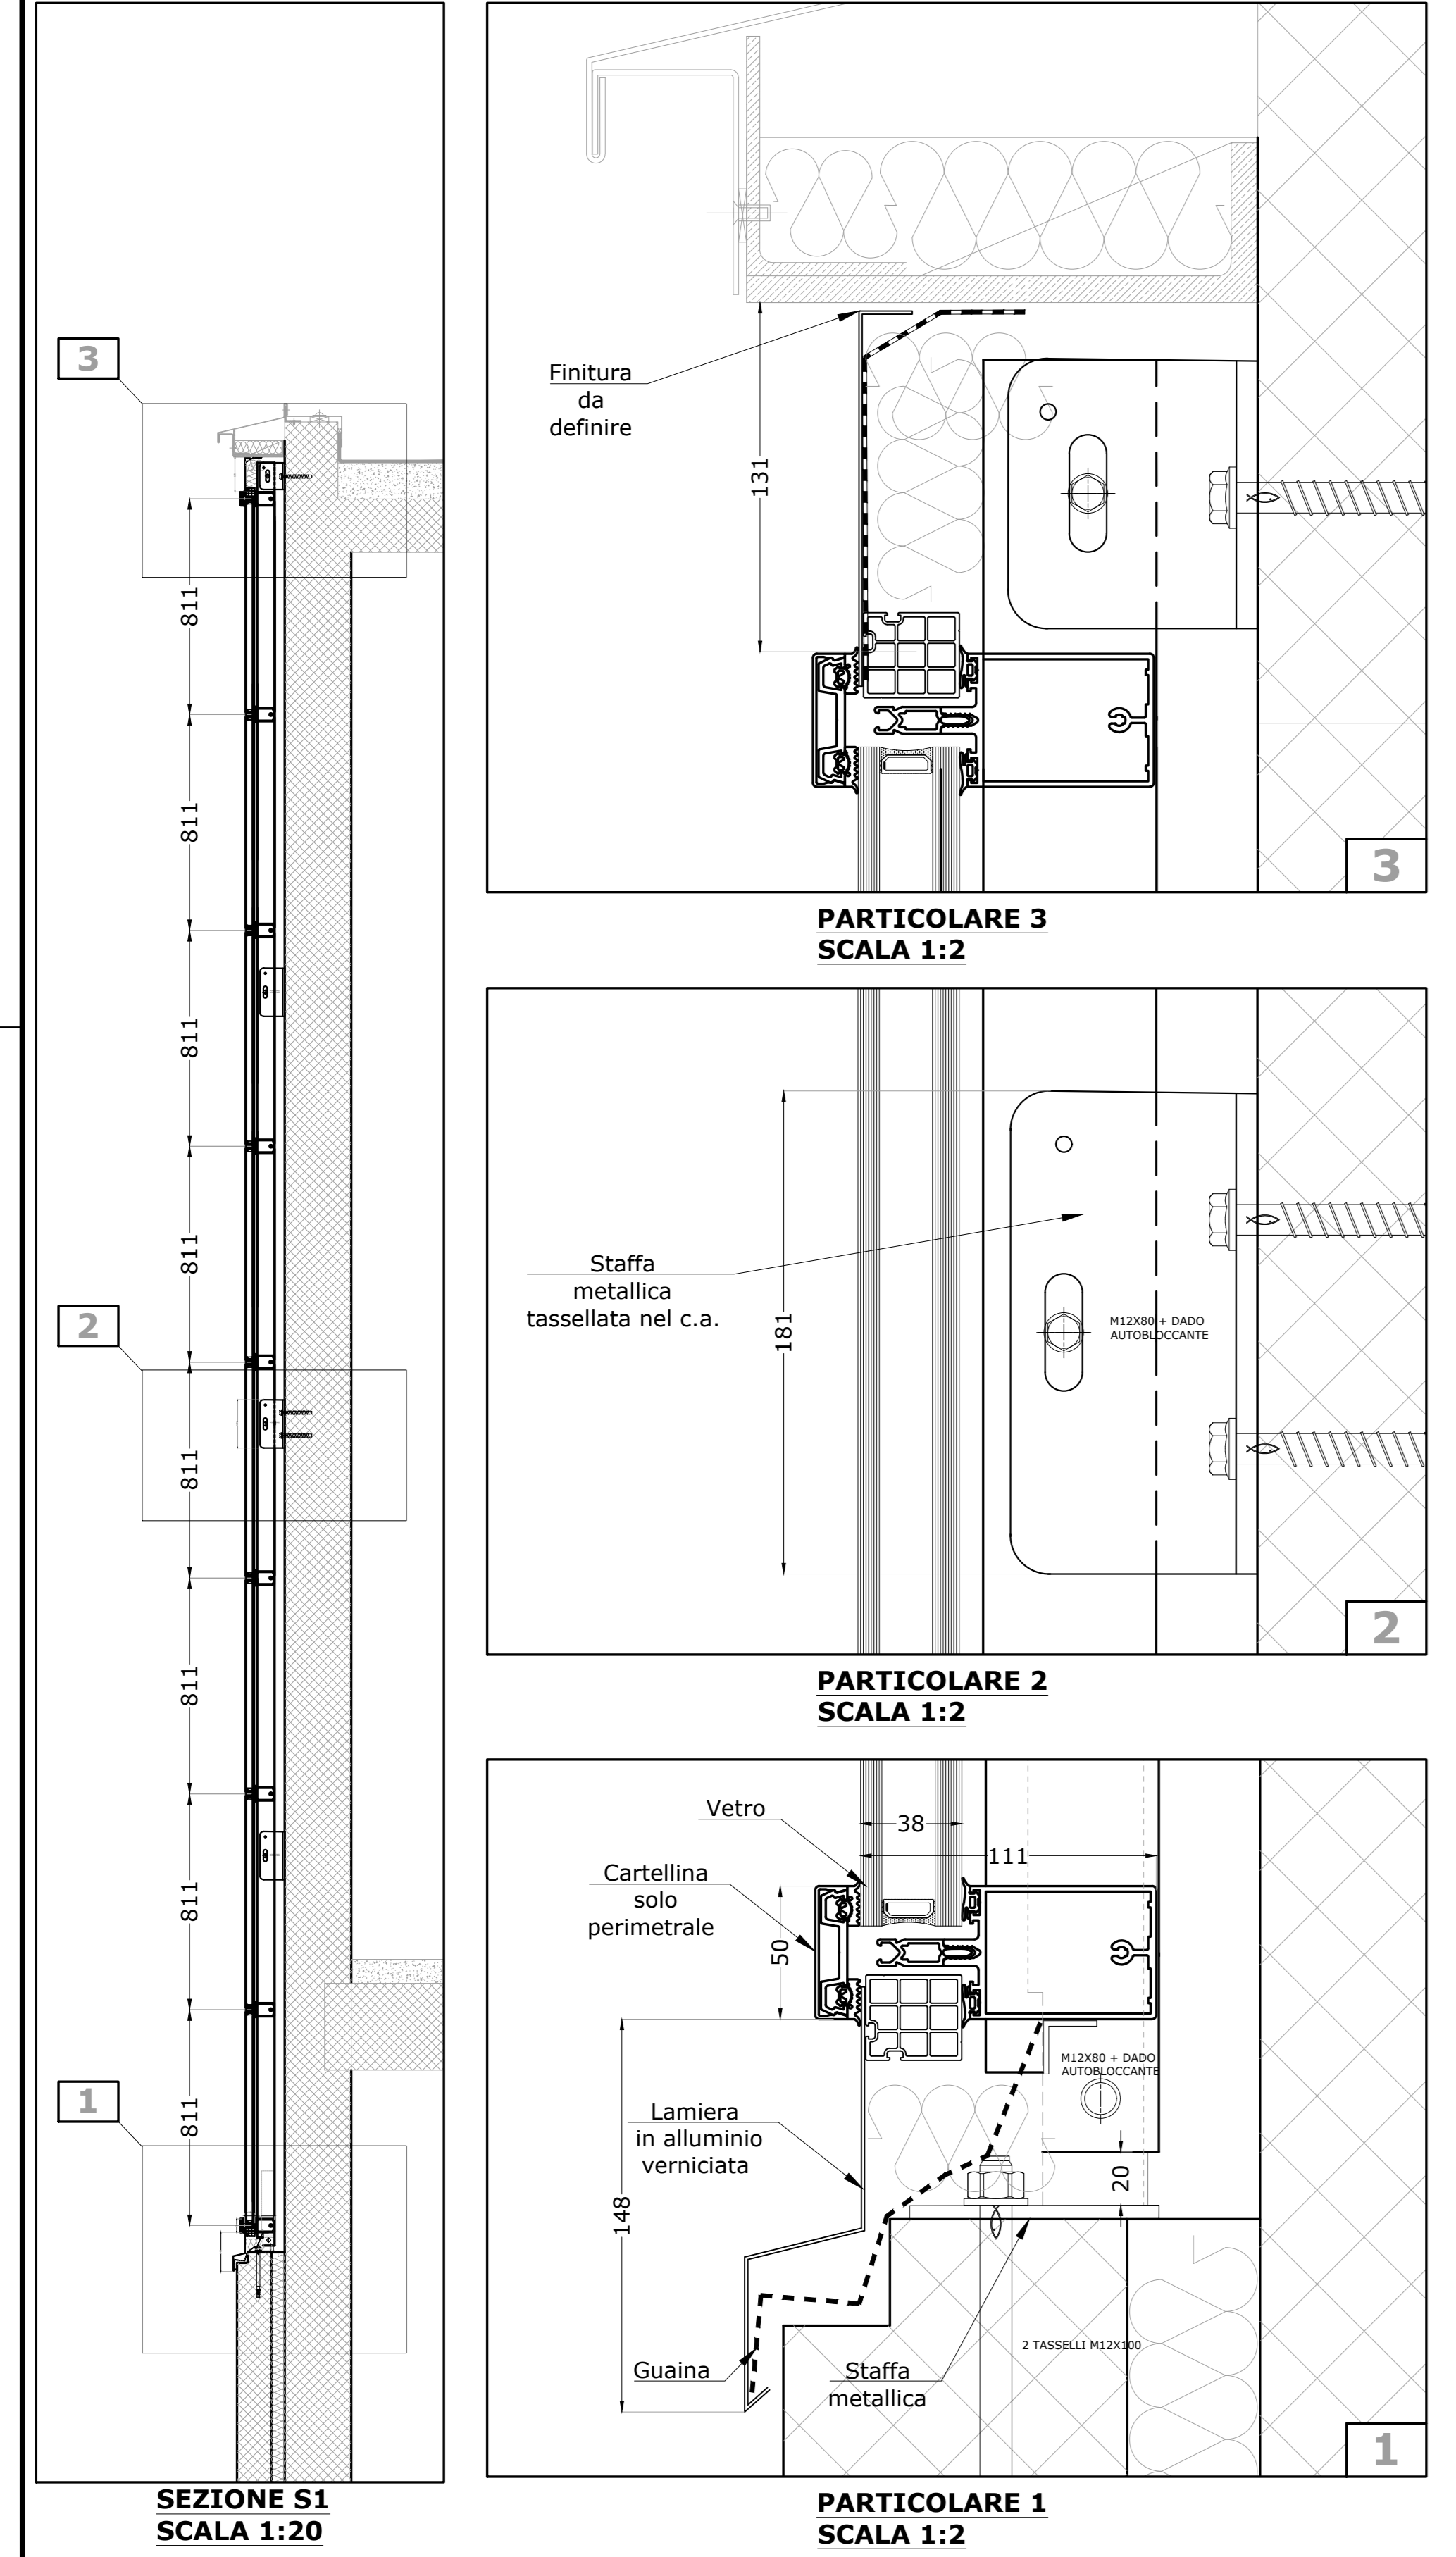 3
811
811
811
811
2
811
811
811
1
811
SEZIONE S1
SCALA 1:20
Finitura
da
definire
131
3
PARTICOLARE 3
SCALA 1:2
Staffa
metallica
tassellata nel c.a.
181
M12X80 + DADO
AUTOBLOCCANTE
2
PARTICOLARE 2
SCALA 1:2
Vetro
38
111
Cartellina
solo
perimetrale
50
M12X80 + DADO
AUTOBLOCCANTE
Lamiera
in alluminio
verniciata
20
148
2 TASSELLI M12X100
Guaina
Staffa
metallica
1
PARTICOLARE 1
SCALA 1:2